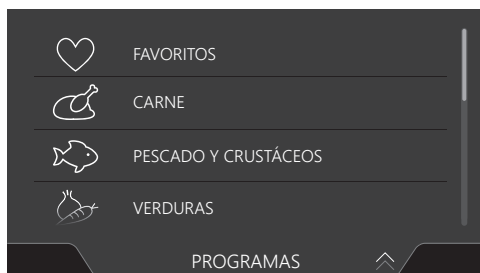 FAVORITOS
CARNE
PESCADO Y CRUSTÁCEOS
VERDURAS
PROGRAMAS